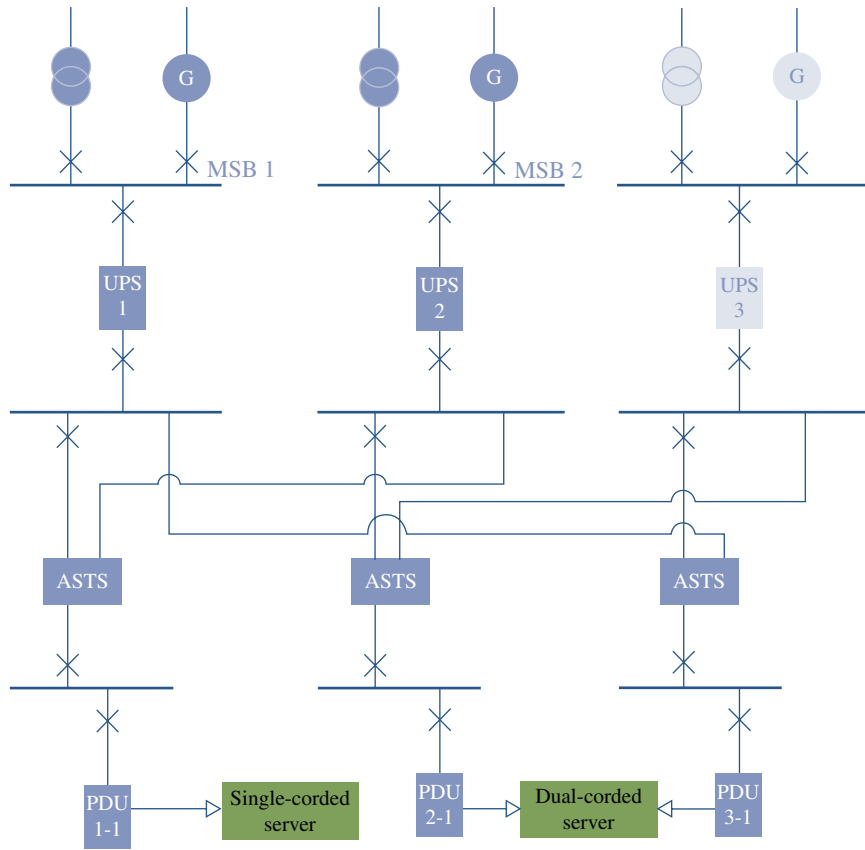 G
G
G
MSB 1
MSB 2
UPS
1
UPS
2
UPS
3
ASTS
ASTS
ASTS
PDU
1-1
Single-corded
server
PDU
2-1
Dual-corded
server
PDU
3-1